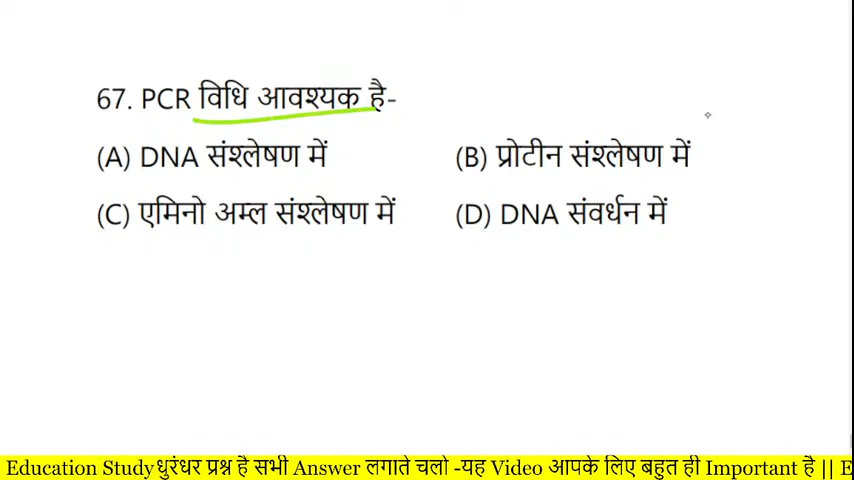 67. PCR विधि आवश्यक है-
(A) DNA संश्लेषण में (B) प्रोटीन संश्लेषण में
(C) एमिनो अम्ल संश्लेषण में (D) DNA संवर्धन में
Education Studyधुरंधर प्रश्न है सभी Answer लगाते चलो -यह Video आपके लिए बहुत ही Important है || E